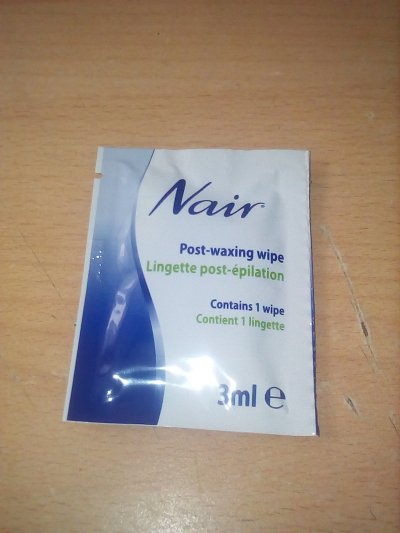 Nair®
Post-waxing wipe
Lingette post-épilation
Contains 1 wipe
Contient 1 lingette
3ml ℮